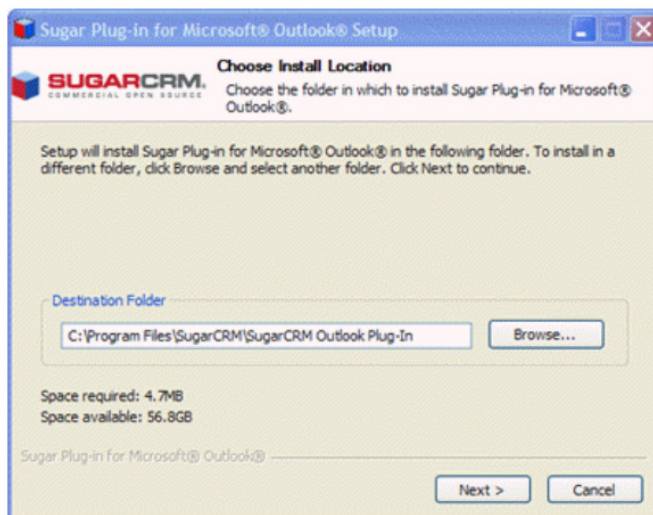 Sugar Plug-in for Microsoft® Outlook® Setup
SUGARCRM.
COMMERCIAL OPEN SOURCE
Choose Install Location
Choose the folder in which to install Sugar Plug-in for Microsoft®
Outlook®.
Setup will install Sugar Plug-in for Microsoft® Outlook® in the following folder. To install in a
different folder, click Browse and select another folder. Click Next to continue.
Destination Folder
C:\Program Files\SugarCRM\SugarCRM Outlook Plug-In
Browse...
Space required: 4.7MB
Space available: 56.8GB
Sugar Plug-in for Microsoft® Outlook®
Next >
Cancel